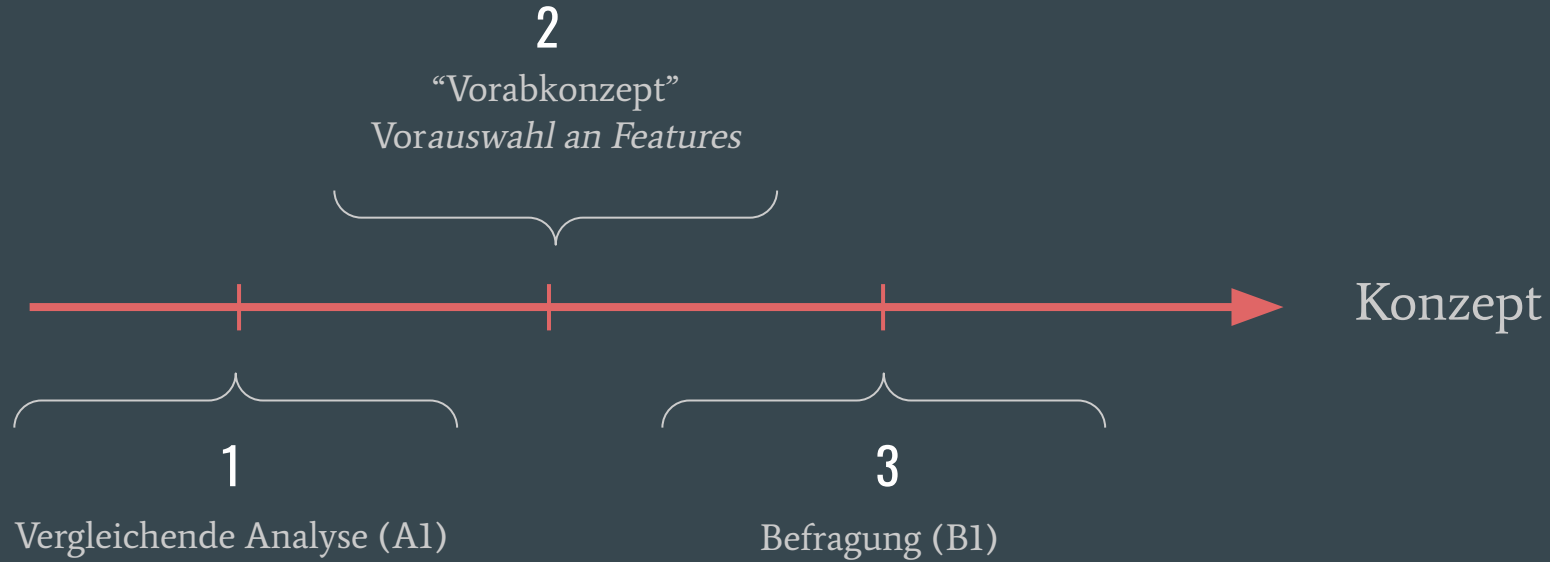 2
“Vorabkonzept”
Vorauswahl an Features
Konzept
1
Vergleichende Analyse (A1)
3
Befragung (B1)